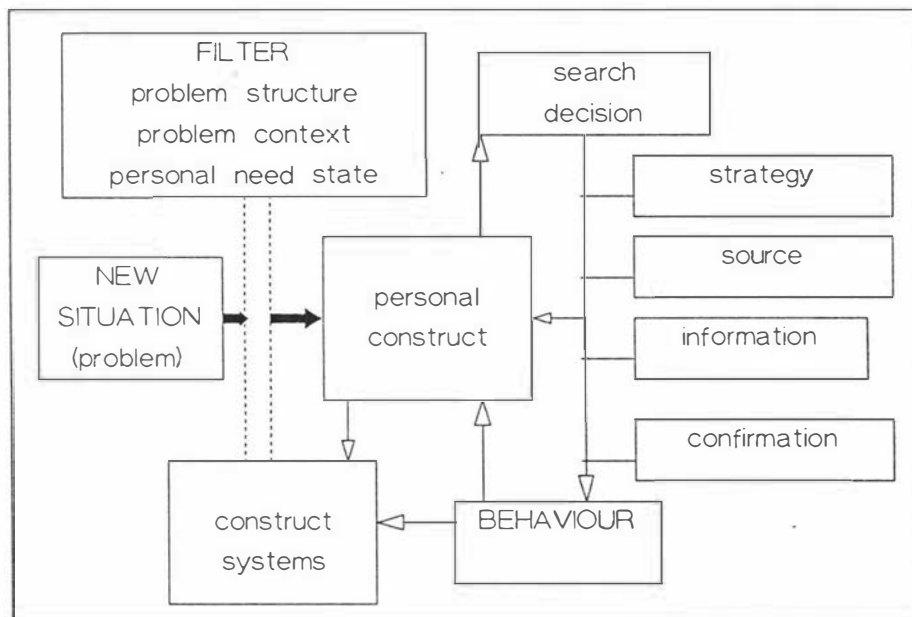 FILTER
problem structure
problem context
personal need state
search
decision
strategy
source
information
confirmation
NEW
SITUATION
(problem)
personal
construct
construct
systems
BEHAVIOUR